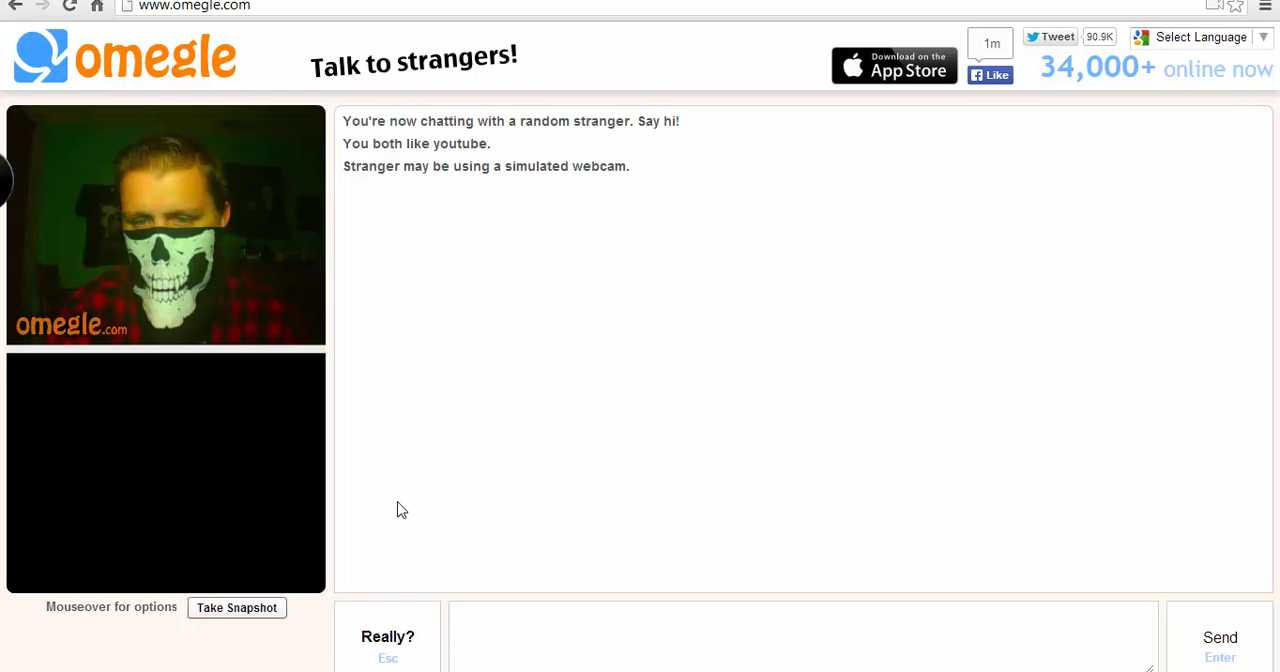 www.omegle.com
omegle
Talk to strangers!
Download on the
App Store
1m
Like
Tweet
90.9K
Select Language
34,000+ online now
You're now chatting with a random stranger. Say hi!
You both like youtube.
Stranger may be using a simulated webcam.
omegle.com
Mouseover for options
Take Snapshot
Really?
Esc
Send
Enter